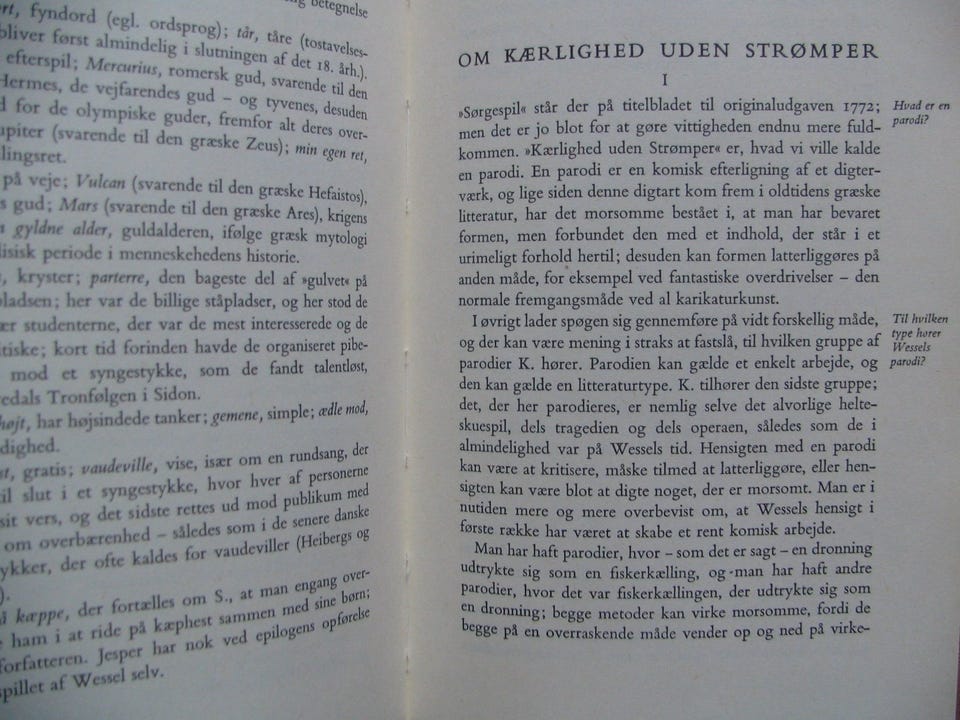 betegnelse
fyndord (egl. ordsprog); tår, tåre (tostavelses-
bliver først almindelig i slutningen af det 18. årh.).
efterspil; Mercurius, romersk gud, svarende til den
Hermes, de vejfarendes gud – og tyvenes, desuden
for de olympiske guder, fremfor alt deres over-
(svarende til den græske Zeus); min egen ret,
lingsret.
på veje; Vulcan (svarende til den græske Hefaistos),
gud; Mars (svarende til den græske Ares), krigens
gyldne alder, guldalderen, ifølge græsk mytologi
periode i menneskehedens historie.
kryster; parterre, den bageste del af »gulvet« på
pladsen; her var de billige ståpladser, og her stod de
studenterne, der var de mest interesserede og de
tiske; kort tid forinden havde de organiseret pibe-
mod et syngestykke, som de fandt talentløst,
edals Tronfølgen i Sidon.
højt, har højsindede tanker; gemene, simple; ædle mod,
dighed.
gratis; vaudeville, vise, især om en rundsang, der
til slut i et syngestykke, hvor hver af personerne
sit vers, og det sidste rettes ud mod publikum med
om overbærenhed – således som i de senere danske
ykker, der ofte kaldes for vaudeviller (Heibergs og
).
kæppe, der fortælles om S., at man engang over-
ham i at ride på kæphest sammen med sine børn;
forfatteren. Jesper har nok ved epilogens opførelse
spillet af Wessel selv.
OM KÆRLIGHED UDEN STRØMPER
I
»Sørgespil« står der på titelbladet til originaludgaven 1772;
men det er jo blot for at gøre vittigheden endnu mere fuld-
kommen. »Kærlighed uden Strømper« er, hvad vi ville kalde
en parodi. En parodi er en komisk efterligning af et digter-
værk, og lige siden denne digtart kom frem i oldtidens græske
litteratur, har det morsomme bestået i, at man har bevaret
formen, men forbundet den med et indhold, der står i et
urimeligt forhold hertil; desuden kan formen latterliggøres på
anden måde, for eksempel ved fantastiske overdrivelser – den
normale fremgangsmåde ved al karikaturkunst.
I øvrigt lader spøgen sig gennemføre på vidt forskellig måde,
og der kan være mening i straks at fastslå, til hvilken gruppe af
parodier K. hører. Parodien kan gælde et enkelt arbejde, og
den kan gælde en litteraturtype. K. tilhører den sidste gruppe;
det, der her parodieres, er nemlig selve det alvorlige helte-
skuespil, dels tragedien og dels operaen, således som de i
almindelighed var på Wessels tid. Hensigten med en parodi
kan være at kritisere, måske tilmed at latterliggøre, eller hen-
sigten kan være blot at digte noget, der er morsomt. Man er i
nutiden mere og mere overbevist om, at Wessels hensigt i
første række har været at skabe et rent komisk arbejde.
Man har haft parodier, hvor – som det er sagt – en dronning
udtrykte sig som en fiskerkælling, og man har haft andre
parodier, hvor det var fiskerkællingen, der udtrykte sig som
en dronning; begge metoder kan virke morsomme, fordi de
begge på en overraskende måde vender op og ned på virke-
Hvad er en
parodi?
Til hvilken
type hører
Wessels
parodi?